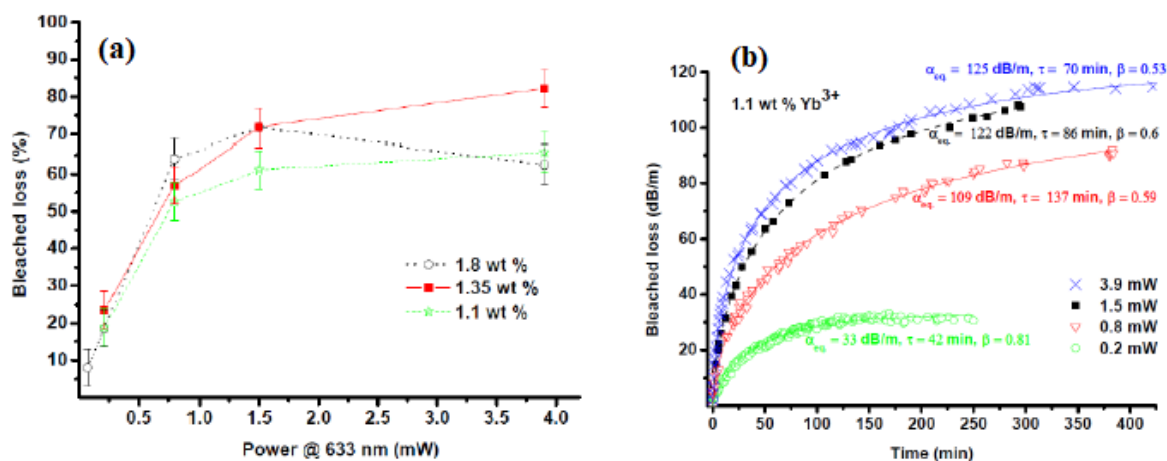 (a)
100
90
80
70
60
50
40
30
20
10
Bleached loss (%)
1.8 wt %
1.35 wt %
1.1 wt %
0.5 1.0 1.5 2.0 2.5 3.0 3.5 4.0
Power @ 633 nm (mW)
(b)
120
100
80
60
40
20
Bleached loss (dB/m)
1.1 wt % Yb³⁺
α_eq. = 125 dB/m, τ = 70 min, β = 0.53
α_eq. = 122 dB/m, τ = 86 min, β = 0.6
α_eq. = 109 dB/m, τ = 137 min, β = 0.59
α_eq. = 33 dB/m, τ = 42 min, β = 0.81
3.9 mW
1.5 mW
0.8 mW
0.2 mW
0 50 100 150 200 250 300 350 400
Time (min)